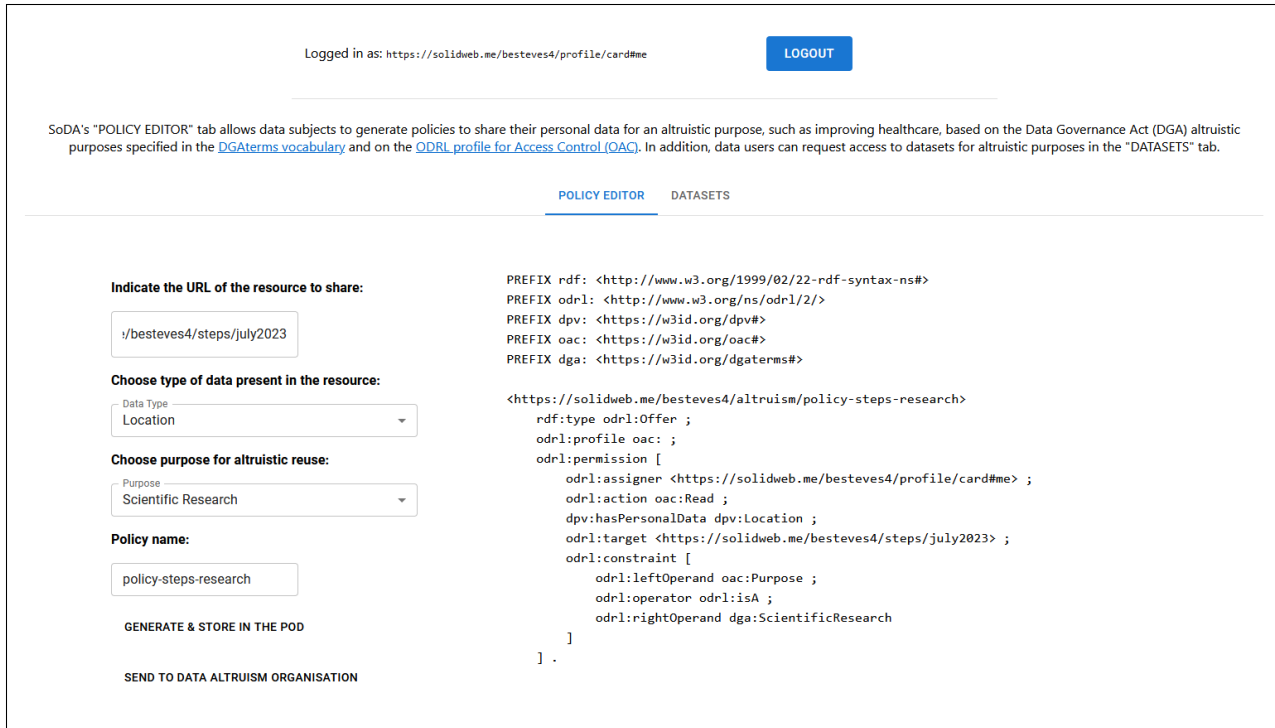 Logged in as: https://solidweb.me/besteves4/profile/card#me
LOGOUT
SoDA's "POLICY EDITOR" tab allows data subjects to generate policies to share their personal data for an altruistic purpose, such as improving healthcare, based on the Data Governance Act (DGA) altruistic
purposes specified in the DGAterms vocabulary and on the ODRL profile for Access Control (OAC). In addition, data users can request access to datasets for altruistic purposes in the "DATASETS" tab.
POLICY EDITOR
DATASETS
Indicate the URL of the resource to share:
/besteves4/steps/july2023
Choose type of data present in the resource:
Data Type
Location
Choose purpose for altruistic reuse:
Purpose
Scientific Research
Policy name:
policy-steps-research
GENERATE & STORE IN THE POD
SEND TO DATA ALTRUISM ORGANISATION
PREFIX rdf: <http://www.w3.org/1999/02/22-rdf-syntax-ns#>
PREFIX odrl: <http://www.w3.org/ns/odrl/2/>
PREFIX dpv: <https://w3id.org/dpv#>
PREFIX oac: <https://w3id.org/oac#>
PREFIX dga: <https://w3id.org/dgaterms#>
<https://solidweb.me/besteves4/altruism/policy-steps-research>
rdf:type odrl:Offer ;
odrl:profile oac: ;
odrl:permission [
odrl:assigner <https://solidweb.me/besteves4/profile/card#me> ;
odrl:action oac:Read ;
dpv:hasPersonalData dpv:Location ;
odrl:target <https://solidweb.me/besteves4/steps/july2023> ;
odrl:constraint [
odrl:leftOperand oac:Purpose ;
odrl:operator odrl:isA ;
odrl:rightOperand dga:ScientificResearch
]
] .